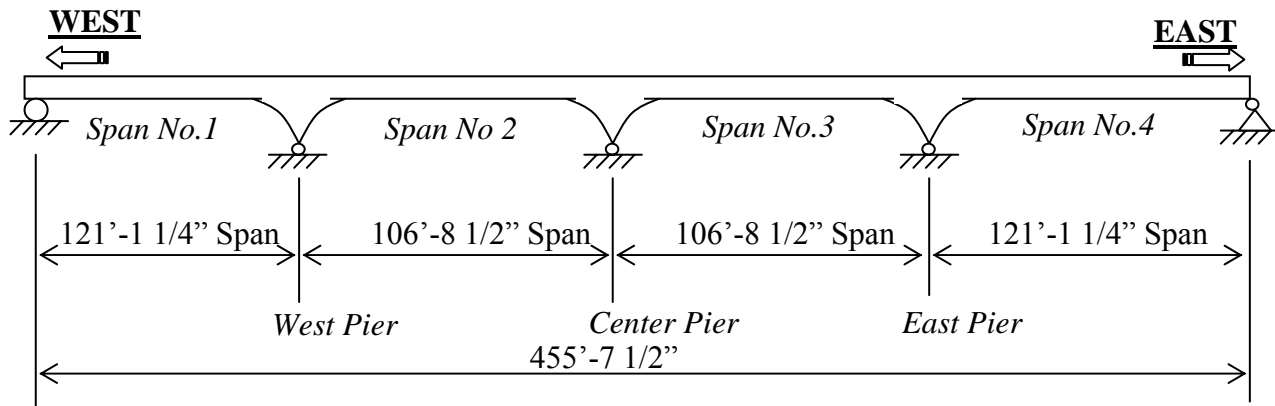 WEST
EAST
Span No.1
Span No 2
Span No.3
Span No.4
121’-1 1/4” Span
106’-8 1/2” Span
106’-8 1/2” Span
121’-1 1/4” Span
West Pier
Center Pier
East Pier
455’-7 1/2”